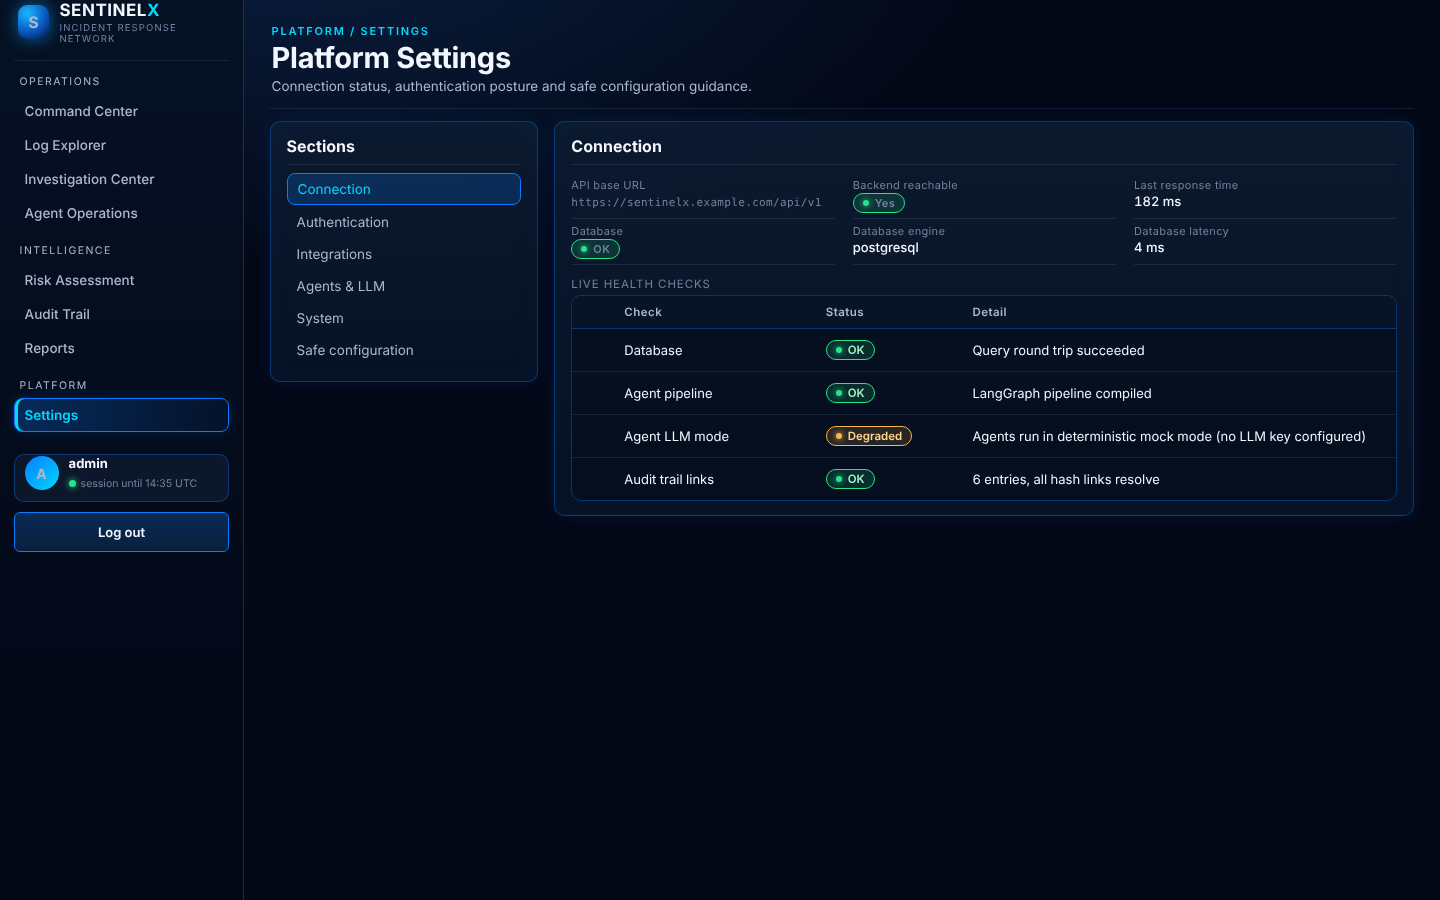 S
SENTINELX
INCIDENT RESPONSE
NETWORK
OPERATIONS
Command Center
Log Explorer
Investigation Center
Agent Operations
INTELLIGENCE
Risk Assessment
Audit Trail
Reports
PLATFORM
Settings
A
admin
session until 14:35 UTC
Log out
PLATFORM / SETTINGS
Platform Settings
Connection status, authentication posture and safe configuration guidance.
Sections
Connection
Authentication
Integrations
Agents & LLM
System
Safe configuration
Connection
API base URL
https://sentinelx.example.com/api/v1
Backend reachable
Yes
Last response time
182 ms
Database
OK
Database engine
postgresql
Database latency
4 ms
LIVE HEALTH CHECKS
Check Status Detail
Database OK Query round trip succeeded
Agent pipeline OK LangGraph pipeline compiled
Agent LLM mode Degraded Agents run in deterministic mock mode (no LLM key configured)
Audit trail links OK 6 entries, all hash links resolve